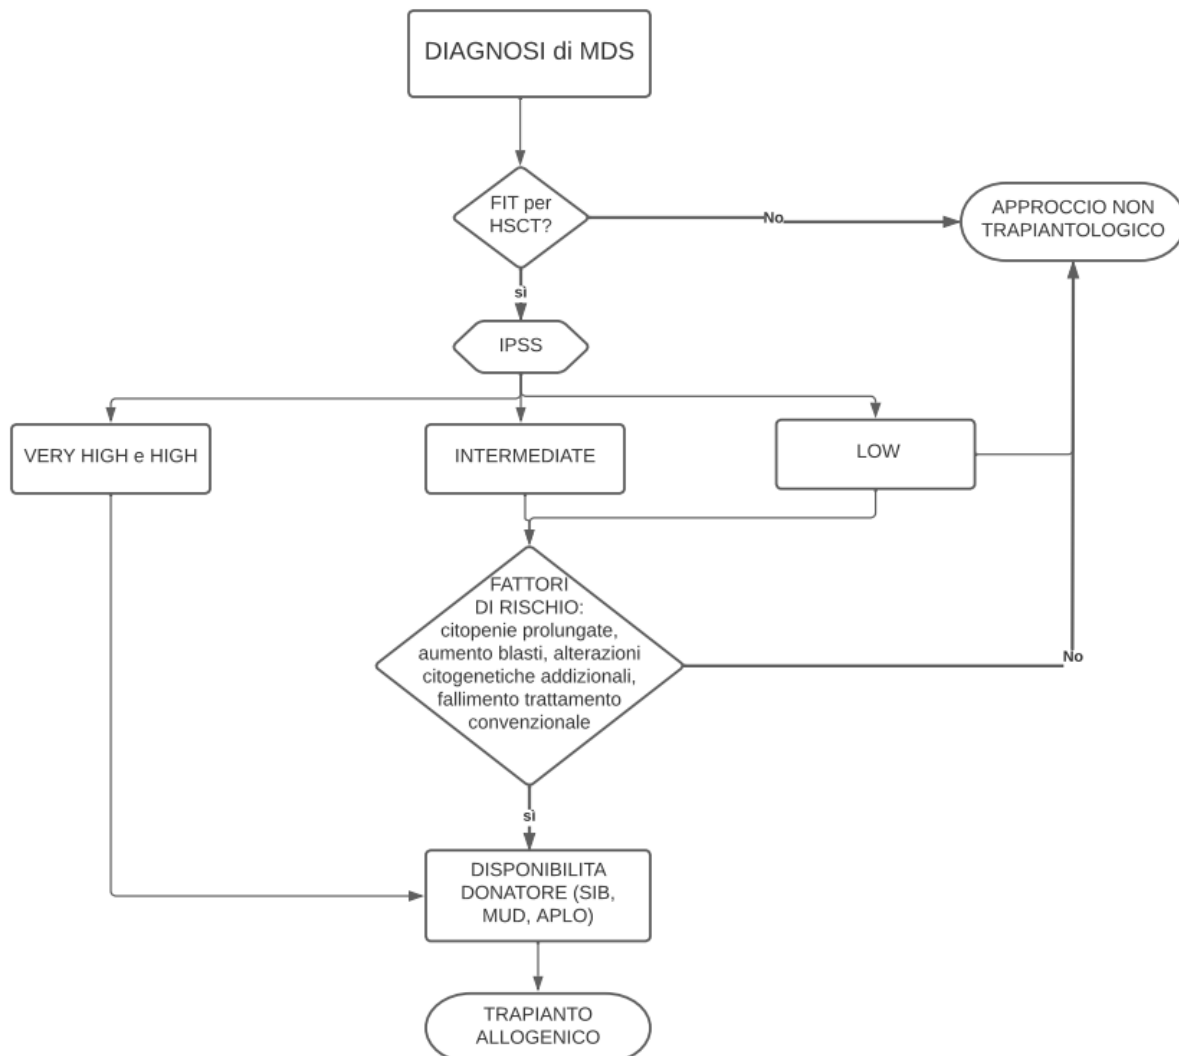 DIAGNOSI di MDS
FIT per
HSCT?
No
APPROCCIO NON
TRAPIANTOLOGICO
sì
IPSS
VERY HIGH e HIGH
INTERMEDIATE
LOW
FATTORI
DI RISCHIO:
citopenie prolungate,
aumento blasti, alterazioni
citogenetiche addizionali,
fallimento trattamento
convenzionale
No
sì
DISPONIBILITA
DONATORE (SIB,
MUD, APLO)
TRAPIANTO
ALLOGENICO